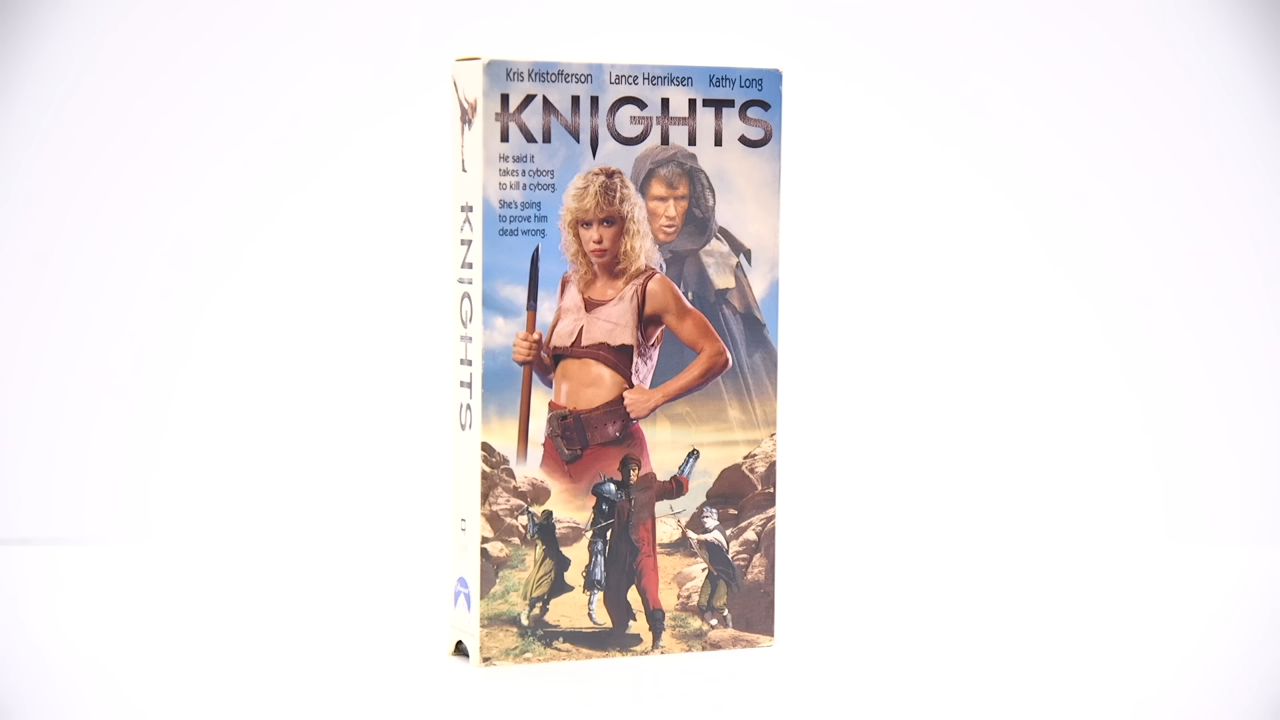 Kris Kristofferson Lance Henriksen Kathy Long
KNIGHTS
He said it
takes a cyborg
to kill a cyborg.
She's going
to prove him
dead wrong.
KNIGHTS